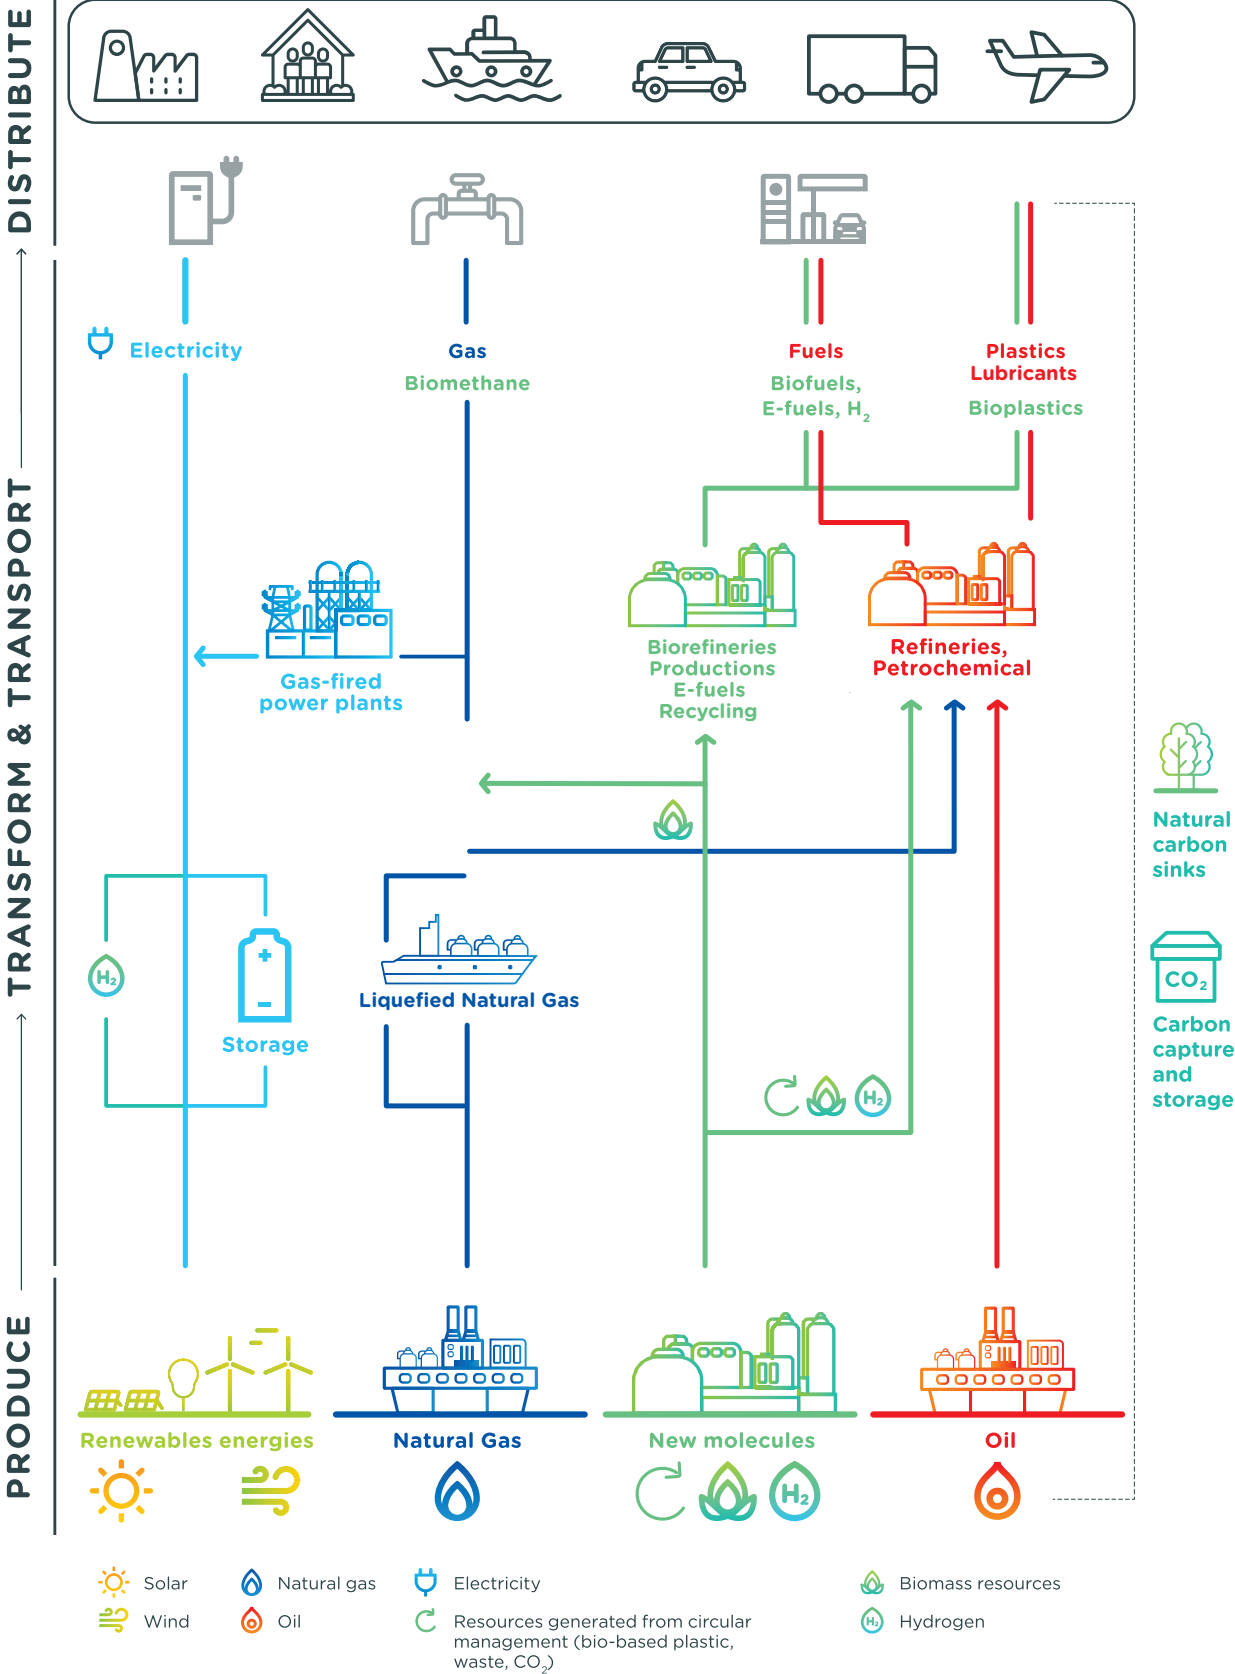 DISTRIBUTE
TRANSFORM & TRANSPORT
PRODUCE
Electricity
Gas
Biomethane
Fuels
Biofuels,
E-fuels, H₂
Plastics
Lubricants
Bioplastics
Gas-fired
power plants
Biorefineries
Productions
E-fuels
Recycling
Refineries,
Petrochemical
Natural
carbon
sinks
H₂
Storage
Liquefied Natural Gas
CO₂
Carbon
capture
and
storage
H₂
Renewables energies
Natural Gas
New molecules
Oil
H₂
Solar
Natural gas
Electricity
Biomass resources
Wind
Oil
Resources generated from circular
management (bio-based plastic,
waste, CO₂)
H₂
Hydrogen